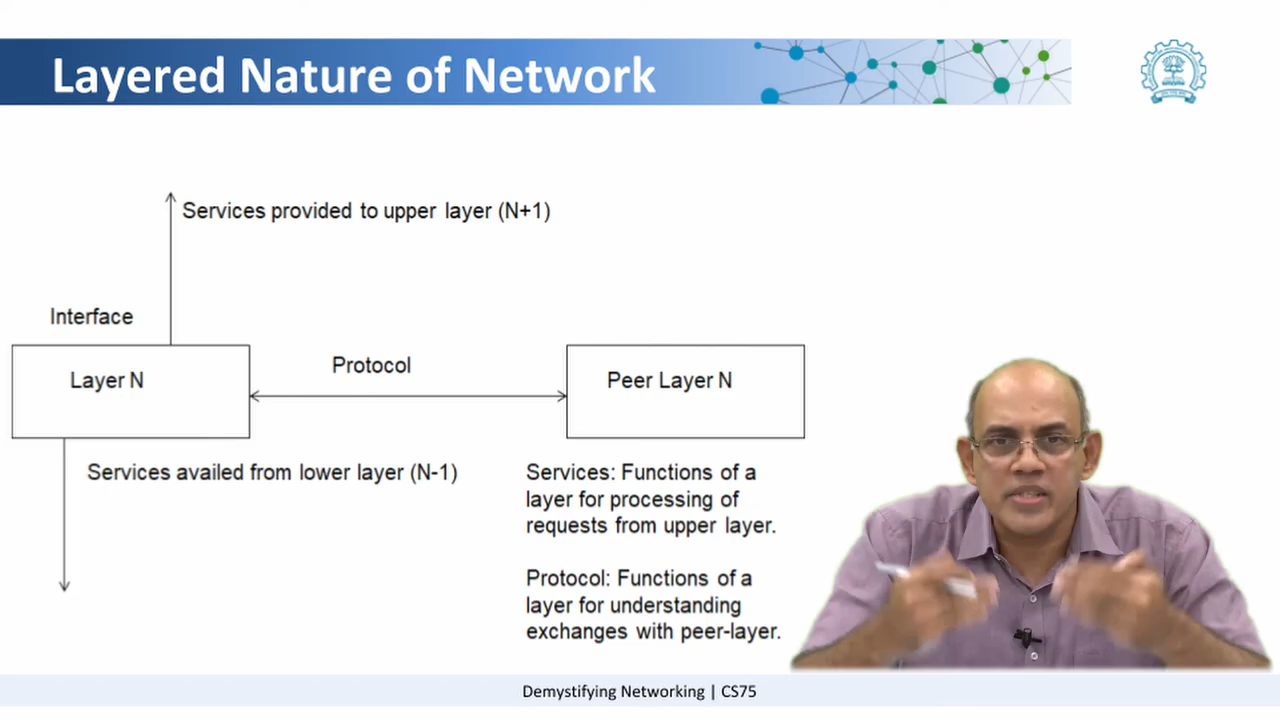 Layered Nature of Network
Services provided to upper layer (N+1)
Interface
Protocol
Layer N
Peer Layer N
Services availed from lower layer (N-1)
Services: Functions of a
layer for processing of
requests from upper layer.
Protocol: Functions of a
layer for understanding
exchanges with peer-layer.
Demystifying Networking | CS75